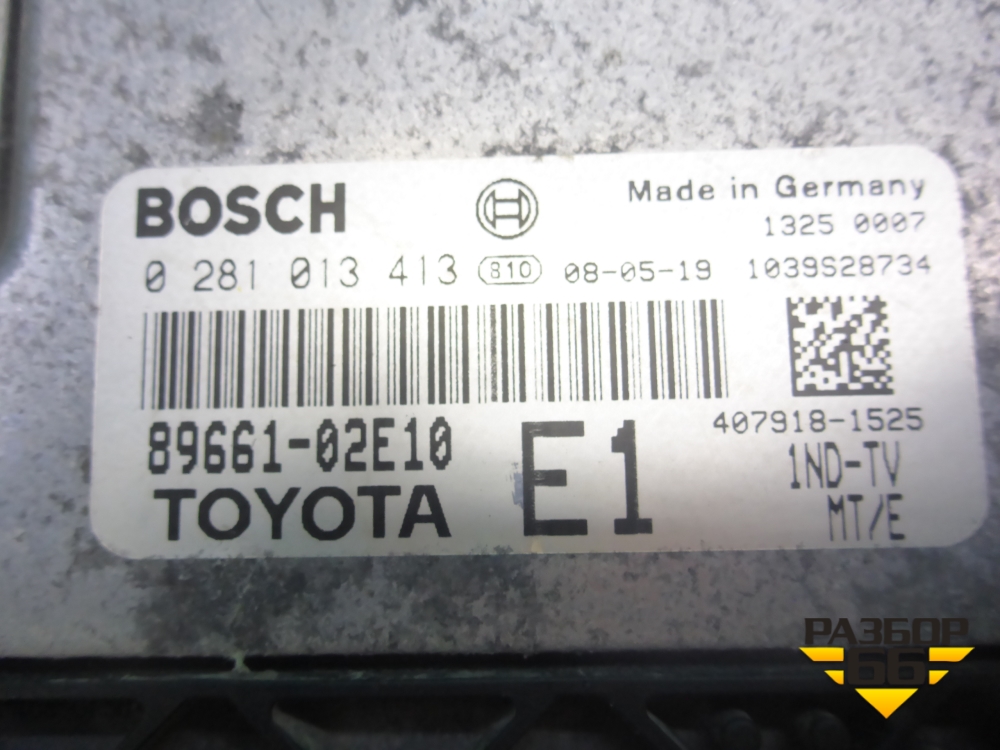 BOSCH
Made in Germany
1325 0007
0 281 013 413 810 08-05-19 1039S28734
407918-1525
89661-02E10
E1
1ND-TV
TOYOTA
MT/E
РАЗБОР
66